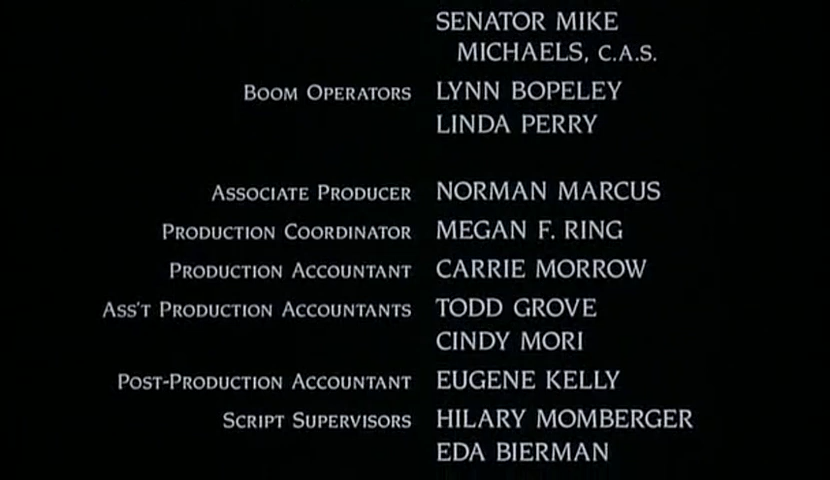 SENATOR MIKE
MICHAELS, C.A.S.
BOOM OPERATORS LYNN BOPELEY
LINDA PERRY
ASSOCIATE PRODUCER NORMAN MARCUS
PRODUCTION COORDINATOR MEGAN F. RING
PRODUCTION ACCOUNTANT CARRIE MORROW
ASS'T PRODUCTION ACCOUNTANTS TODD GROVE
CINDY MORI
POST-PRODUCTION ACCOUNTANT EUGENE KELLY
SCRIPT SUPERVISORS HILARY MOMBERGER
EDA BIERMAN